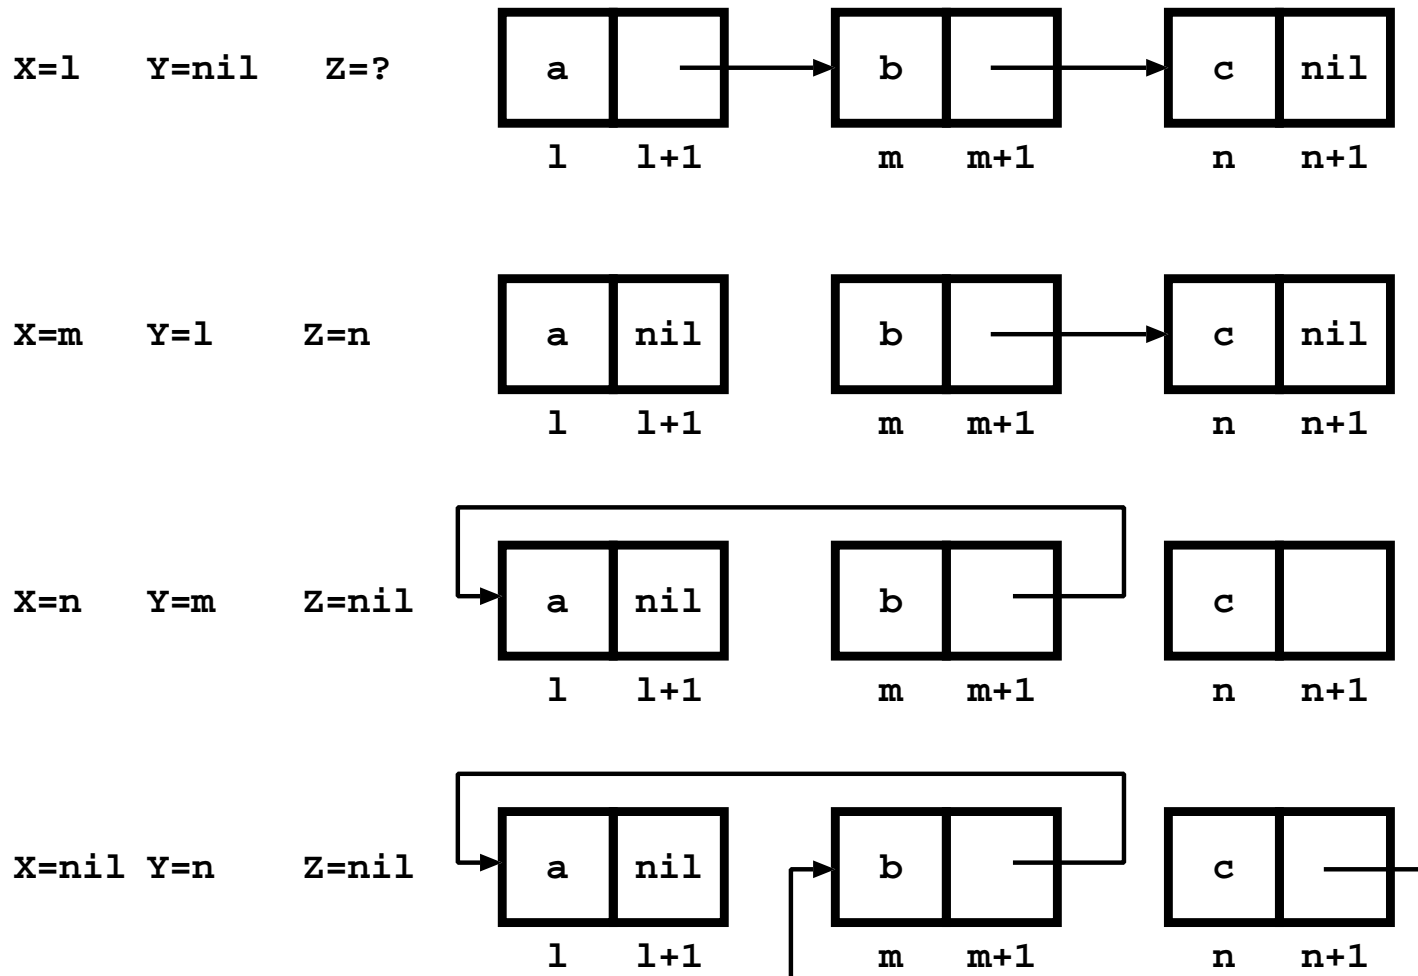 X=l Y=nil Z=? a b c nil
l l+1 m m+1 n n+1
X=m Y=l Z=n a nil b c nil
l l+1 m m+1 n n+1
X=n Y=m Z=nil a nil b c
l l+1 m m+1 n n+1
X=nil Y=n Z=nil a nil b c
l l+1 m m+1 n n+1